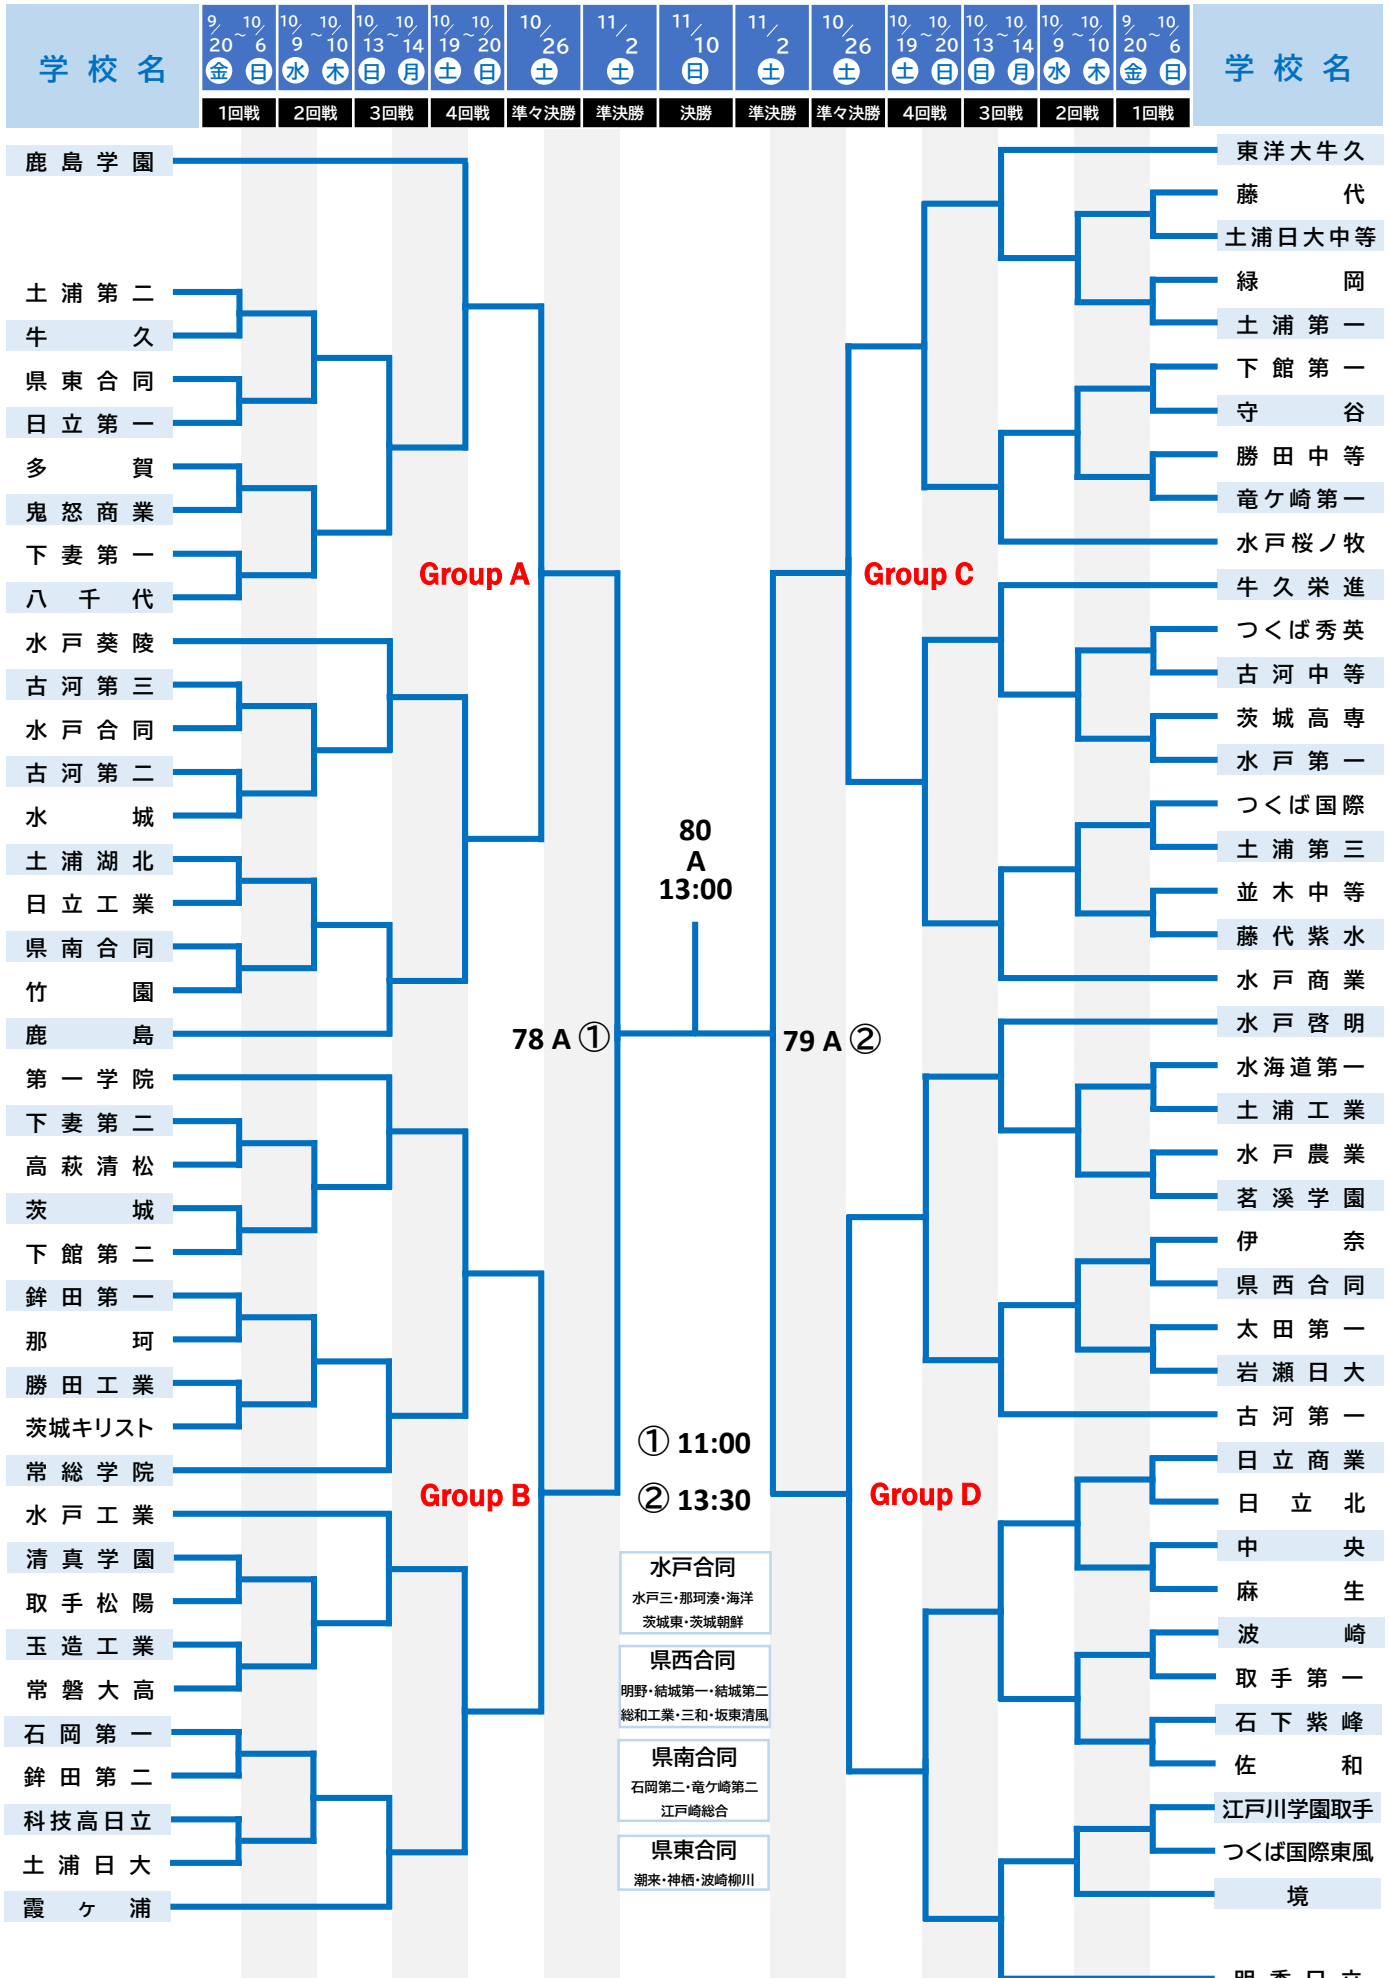 学校名
9/20～10/6
10/9～10/10
10/13～10/14
10/19～10/20
10/26
11/2
11/10
11/2
10/26
10/19～10/20
10/13～10/14
10/9～10/10
9/20～10/6
学校名
金 日 水 木 日 月 土 日 土 土 日 土 土 土 日 日 月 水 木 金 日
1回戦 2回戦 3回戦 4回戦 準々決勝 準決勝 決勝 準決勝 準々決勝 4回戦 3回戦 2回戦 1回戦
鹿島学園
土浦第二
牛久
県東合同
日立第一
多賀
鬼怒商業
下妻第一
八千代
水戸葵陵
古河第三
水戸合同
古河第二
水城
土浦湖北
日立工業
県南合同
竹園
鹿島
第一学院
下妻第二
高萩清松
茨城
下館第二
鉾田第一
那珂
勝田工業
茨城キリスト
常総学院
水戸工業
清真学園
取手松陽
玉造工業
常磐大高
石岡第一
鉾田第二
科技高日立
土浦日大
霞ヶ浦
Group A
Group B
78 A ①
80
A
13:00
79 A ②
① 11:00
② 13:30
水戸合同
水戸三・那珂湊・海洋
茨城東・茨城朝鮮
県西合同
明野・結城第一・結城第二
総和工業・三和・坂東清風
県南合同
石岡第二・竜ケ崎第二
江戸崎総合
県東合同
潮来・神栖・波崎柳川
Group C
Group D
東洋大牛久
藤代
土浦日大中等
緑岡
土浦第一
下館第一
守谷
勝田中等
竜ケ崎第一
水戸桜ノ牧
牛久栄進
つくば秀英
古河中等
茨城高専
水戸第一
つくば国際
土浦第三
並木中等
藤代紫水
水戸商業
水戸啓明
水海道第一
土浦工業
水戸農業
茗溪学園
伊奈
県西合同
太田第一
岩瀬日大
古河第一
日立商業
日立北
中央
麻生
波崎
取手第一
石下紫峰
佐和
江戸川学園取手
つくば国際東風
境